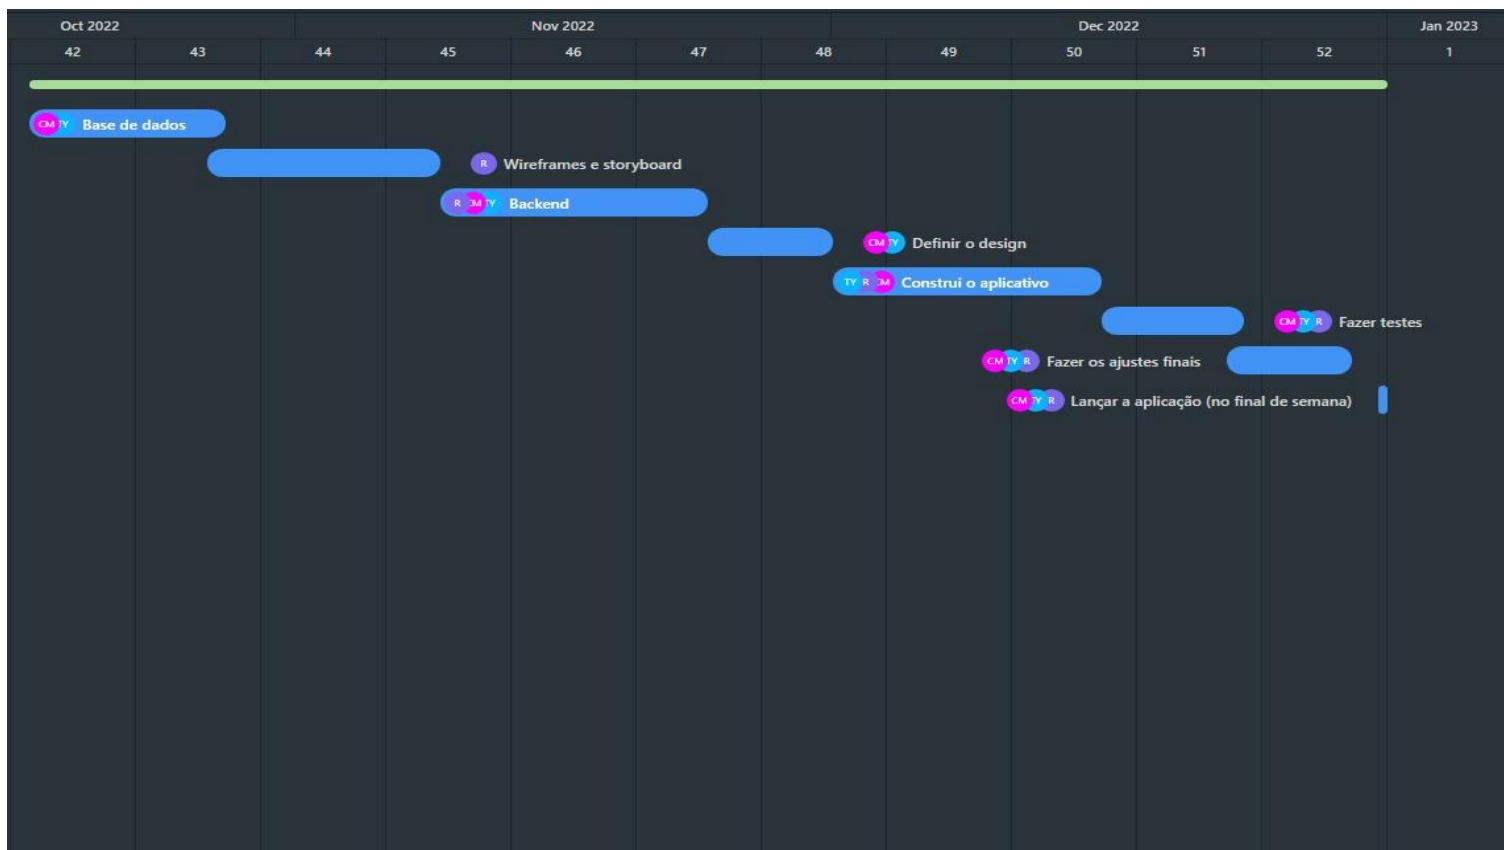 Oct 2022 Nov 2022 Dec 2022 Jan 2023
42 43 44 45 46 47 48 49 50 51 52 1
CM TY Base de dados
R Wireframes e storyboard
R CM TY Backend
CM TY Definir o design
TY R CM Construi o aplicativo
CM TY R Fazer testes
CM TY R Fazer os ajustes finais
CM TY R Lançar a aplicação (no final de semana)